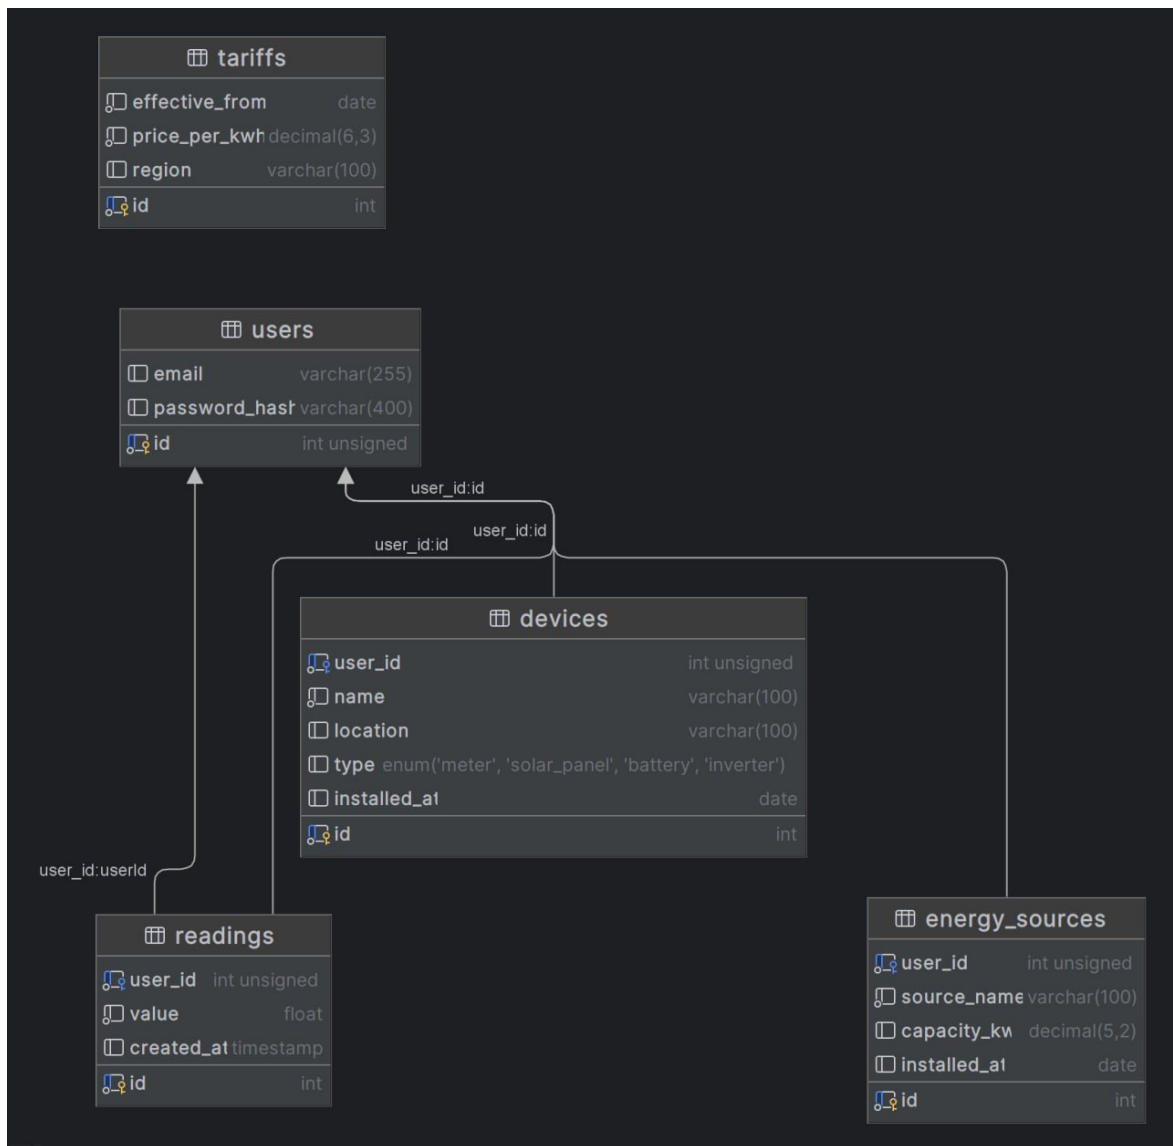 tariffs
effective_from date
price_per_kwh decimal(6,3)
region varchar(100)
id int
users
email varchar(255)
password_hash varchar(400)
id int unsigned
user_id:id
user_id:id
user_id:id
devices
user_id int unsigned
name varchar(100)
location varchar(100)
type enum('meter', 'solar_panel', 'battery', 'inverter')
installed_at date
id int
user_id:userId
readings
user_id int unsigned
value float
created_at timestamp
id int
energy_sources
user_id int unsigned
source_name varchar(100)
capacity_kw decimal(5,2)
installed_at date
id int